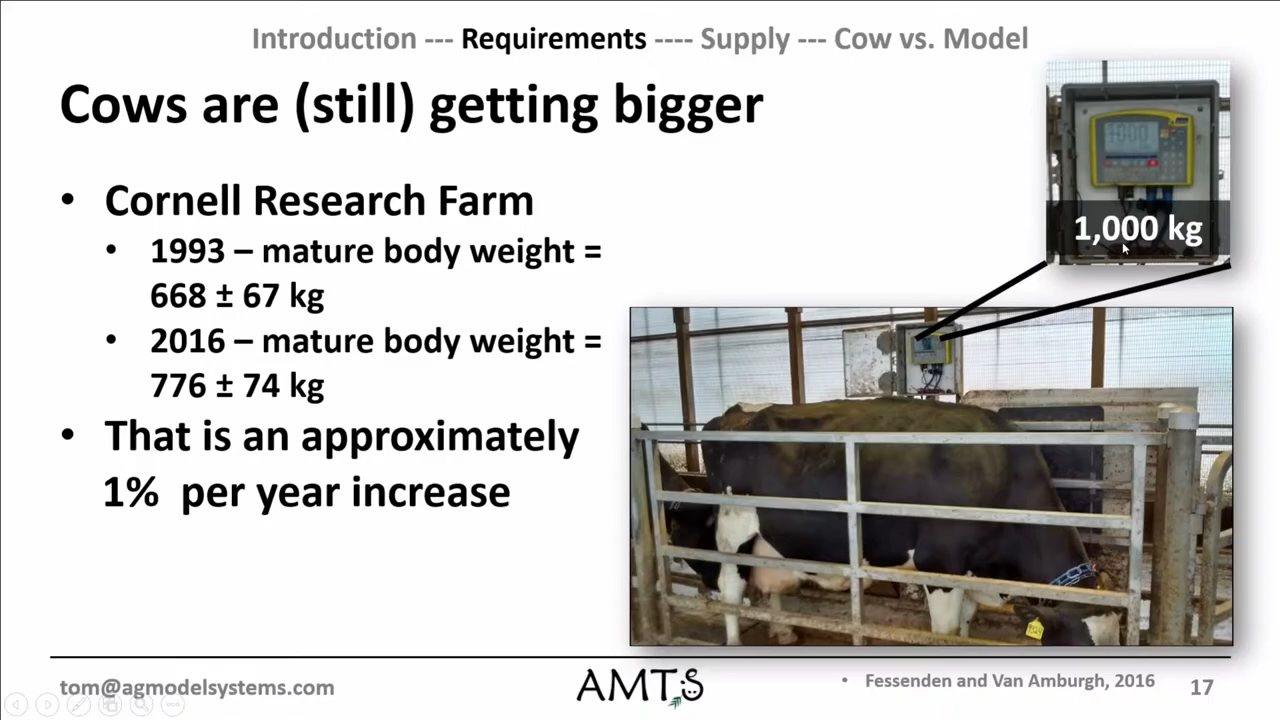 Introduction --- Requirements ---- Supply --- Cow vs. Model
Cows are (still) getting bigger
• Cornell Research Farm
• 1993 – mature body weight =
668 ± 67 kg
• 2016 – mature body weight =
776 ± 74 kg
• That is an approximately
1% per year increase
1,000 kg
tom@agmodelsystems.com
AMTS
• Fessenden and Van Amburgh, 2016
17